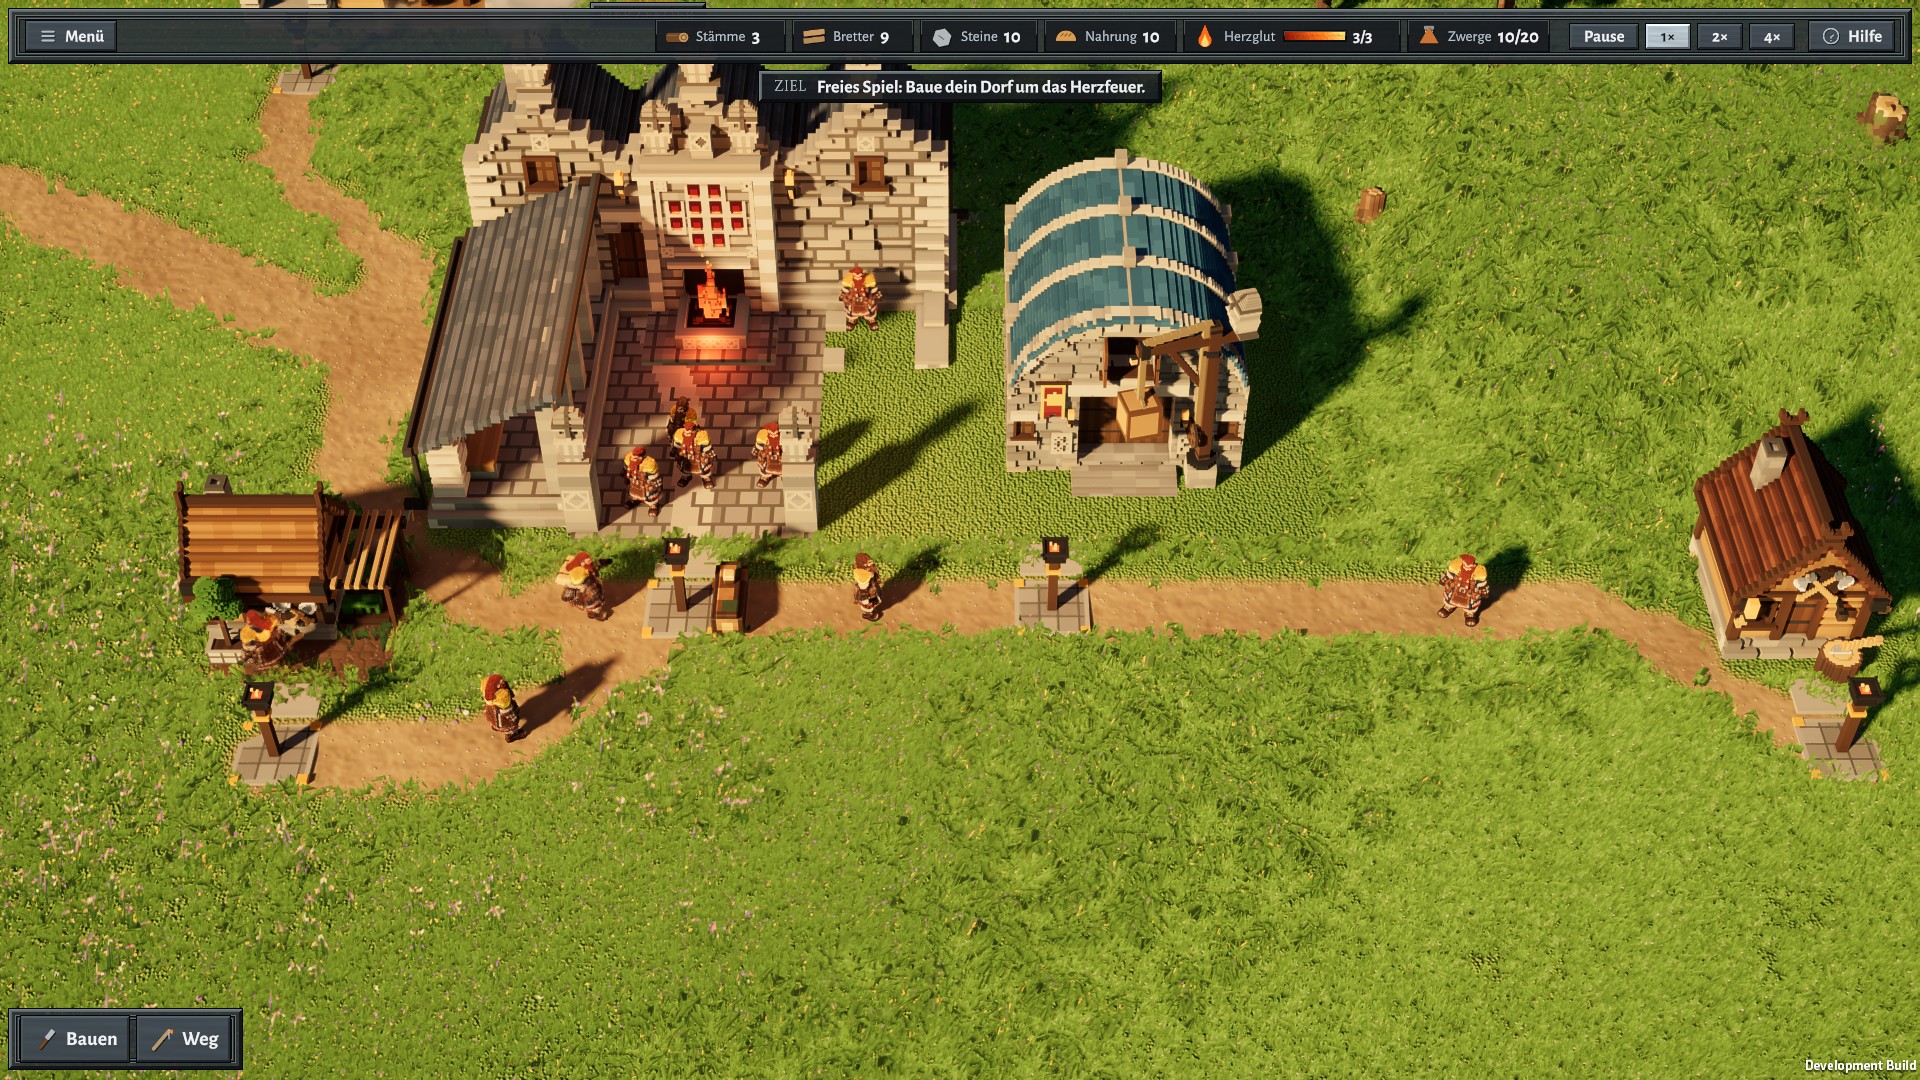 Menü
Stämme 3
Bretter 9
Steine 10
Nahrung 10
Herzglut 3/3
Zwerge 10/20
Pause
1×
2×
4×
Hilfe
ZIEL Freies Spiel: Baue dein Dorf um das Herzfeuer.
Bauen
Weg
Development Build